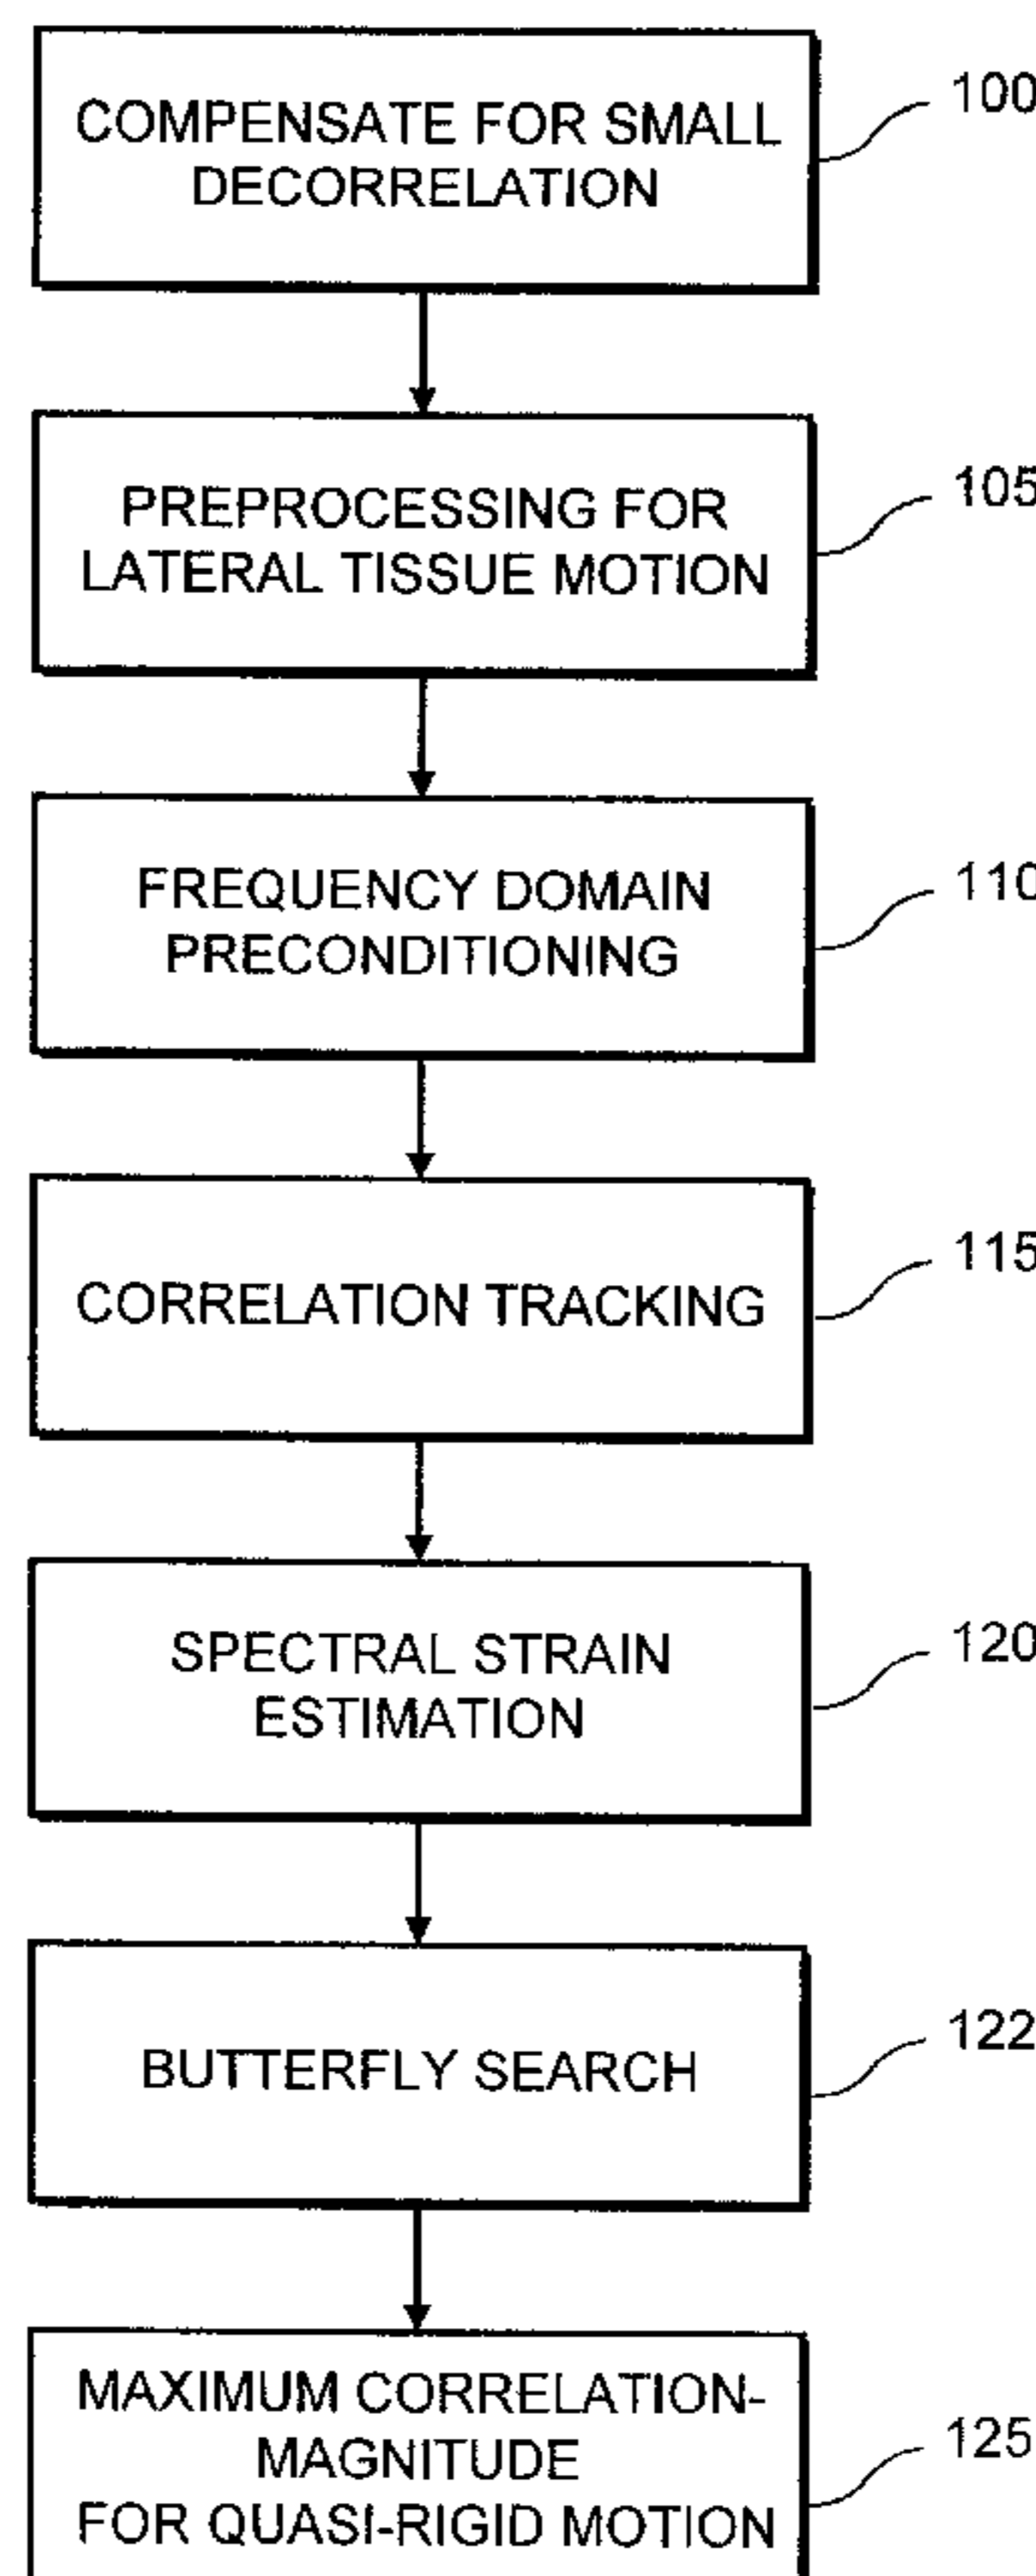 COMPENSATE FOR SMALL
DECORRELATION
100
PREPROCESSING FOR
LATERAL TISSUE MOTION
105
FREQUENCY DOMAIN
PRECONDITIONING
110
CORRELATION TRACKING
115
SPECTRAL STRAIN
ESTIMATION
120
BUTTERFLY SEARCH
122
MAXIMUM CORRELATION-
MAGNITUDE
FOR QUASI-RIGID MOTION
125